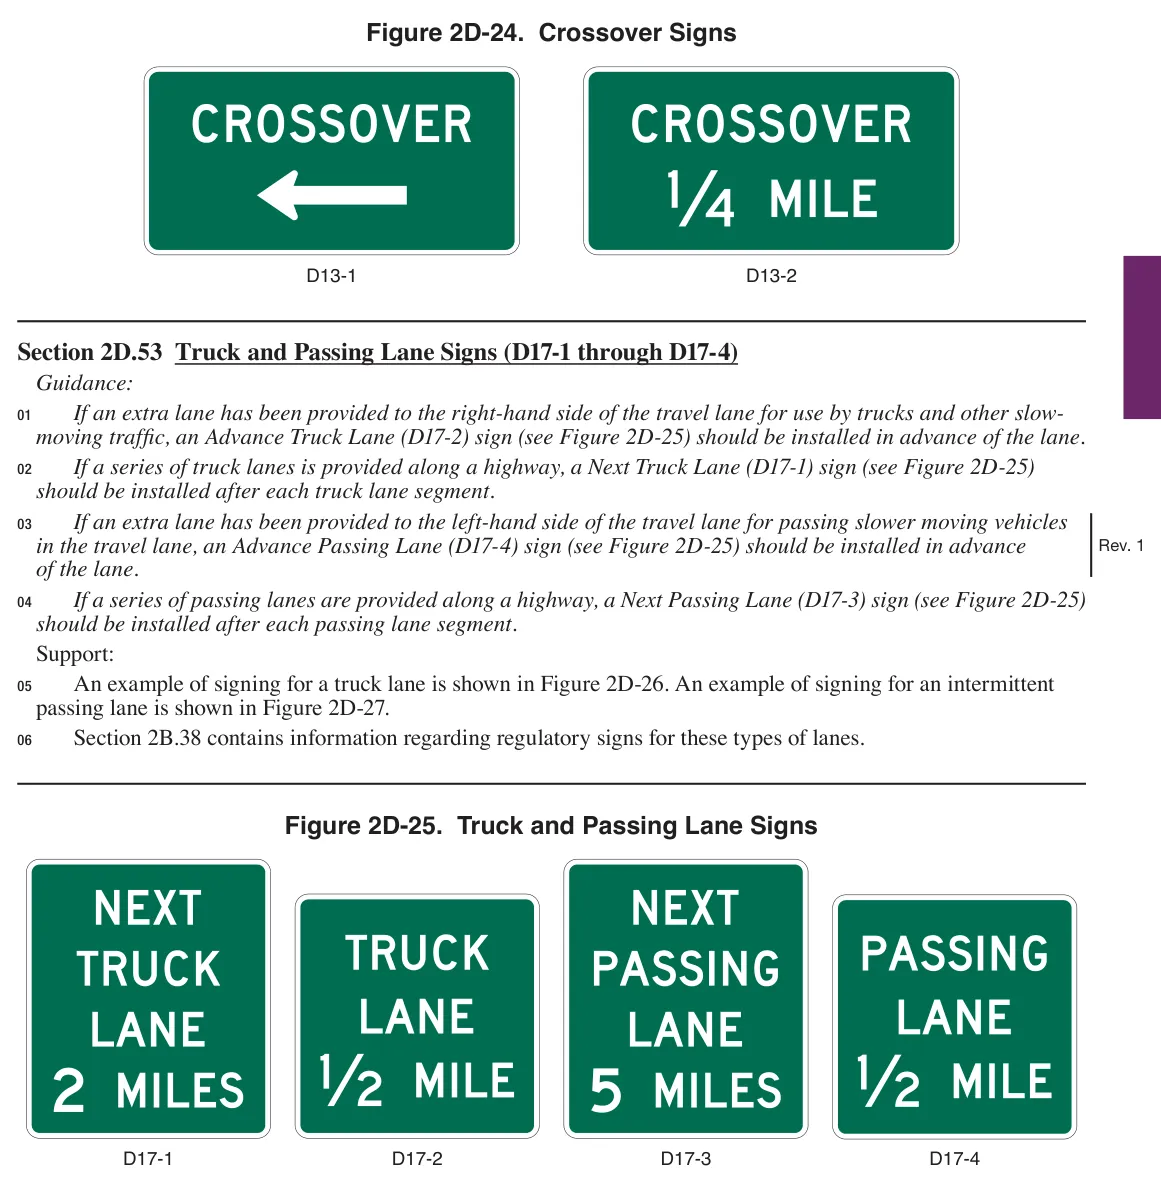 Figure 2D-24. Crossover Signs
CROSSOVER
CROSSOVER
1/4 MILE
D13-1
D13-2
Section 2D.53 Truck and Passing Lane Signs (D17-1 through D17-4)
Guidance:
01 If an extra lane has been provided to the right-hand side of the travel lane for use by trucks and other slow-
moving traffic, an Advance Truck Lane (D17-2) sign (see Figure 2D-25) should be installed in advance of the lane.
02 If a series of truck lanes is provided along a highway, a Next Truck Lane (D17-1) sign (see Figure 2D-25)
should be installed after each truck lane segment.
03 If an extra lane has been provided to the left-hand side of the travel lane for passing slower moving vehicles
in the travel lane, an Advance Passing Lane (D17-4) sign (see Figure 2D-25) should be installed in advance
of the lane.
Rev. 1
04 If a series of passing lanes are provided along a highway, a Next Passing Lane (D17-3) sign (see Figure 2D-25)
should be installed after each passing lane segment.
Support:
05 An example of signing for a truck lane is shown in Figure 2D-26. An example of signing for an intermittent
passing lane is shown in Figure 2D-27.
06 Section 2B.38 contains information regarding regulatory signs for these types of lanes.
Figure 2D-25. Truck and Passing Lane Signs
NEXT
TRUCK
LANE
2 MILES
D17-1
TRUCK
LANE
1/2 MILE
D17-2
NEXT
PASSING
LANE
5 MILES
D17-3
PASSING
LANE
1/2 MILE
D17-4